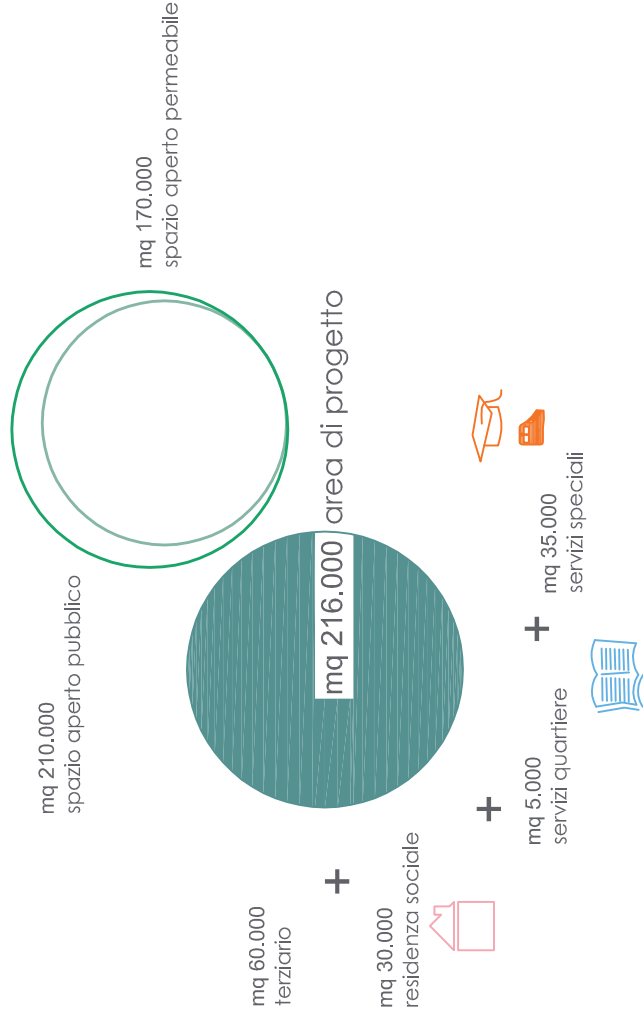 mq 210.000
spazio aperto pubblico
mq 170.000
spazio aperto permeabile
mq 216.000 area di progetto
mq 60.000
terziario
+
mq 30.000
residenza sociale
+
mq 5.000
servizi quartiere
+
mq 35.000
servizi speciali